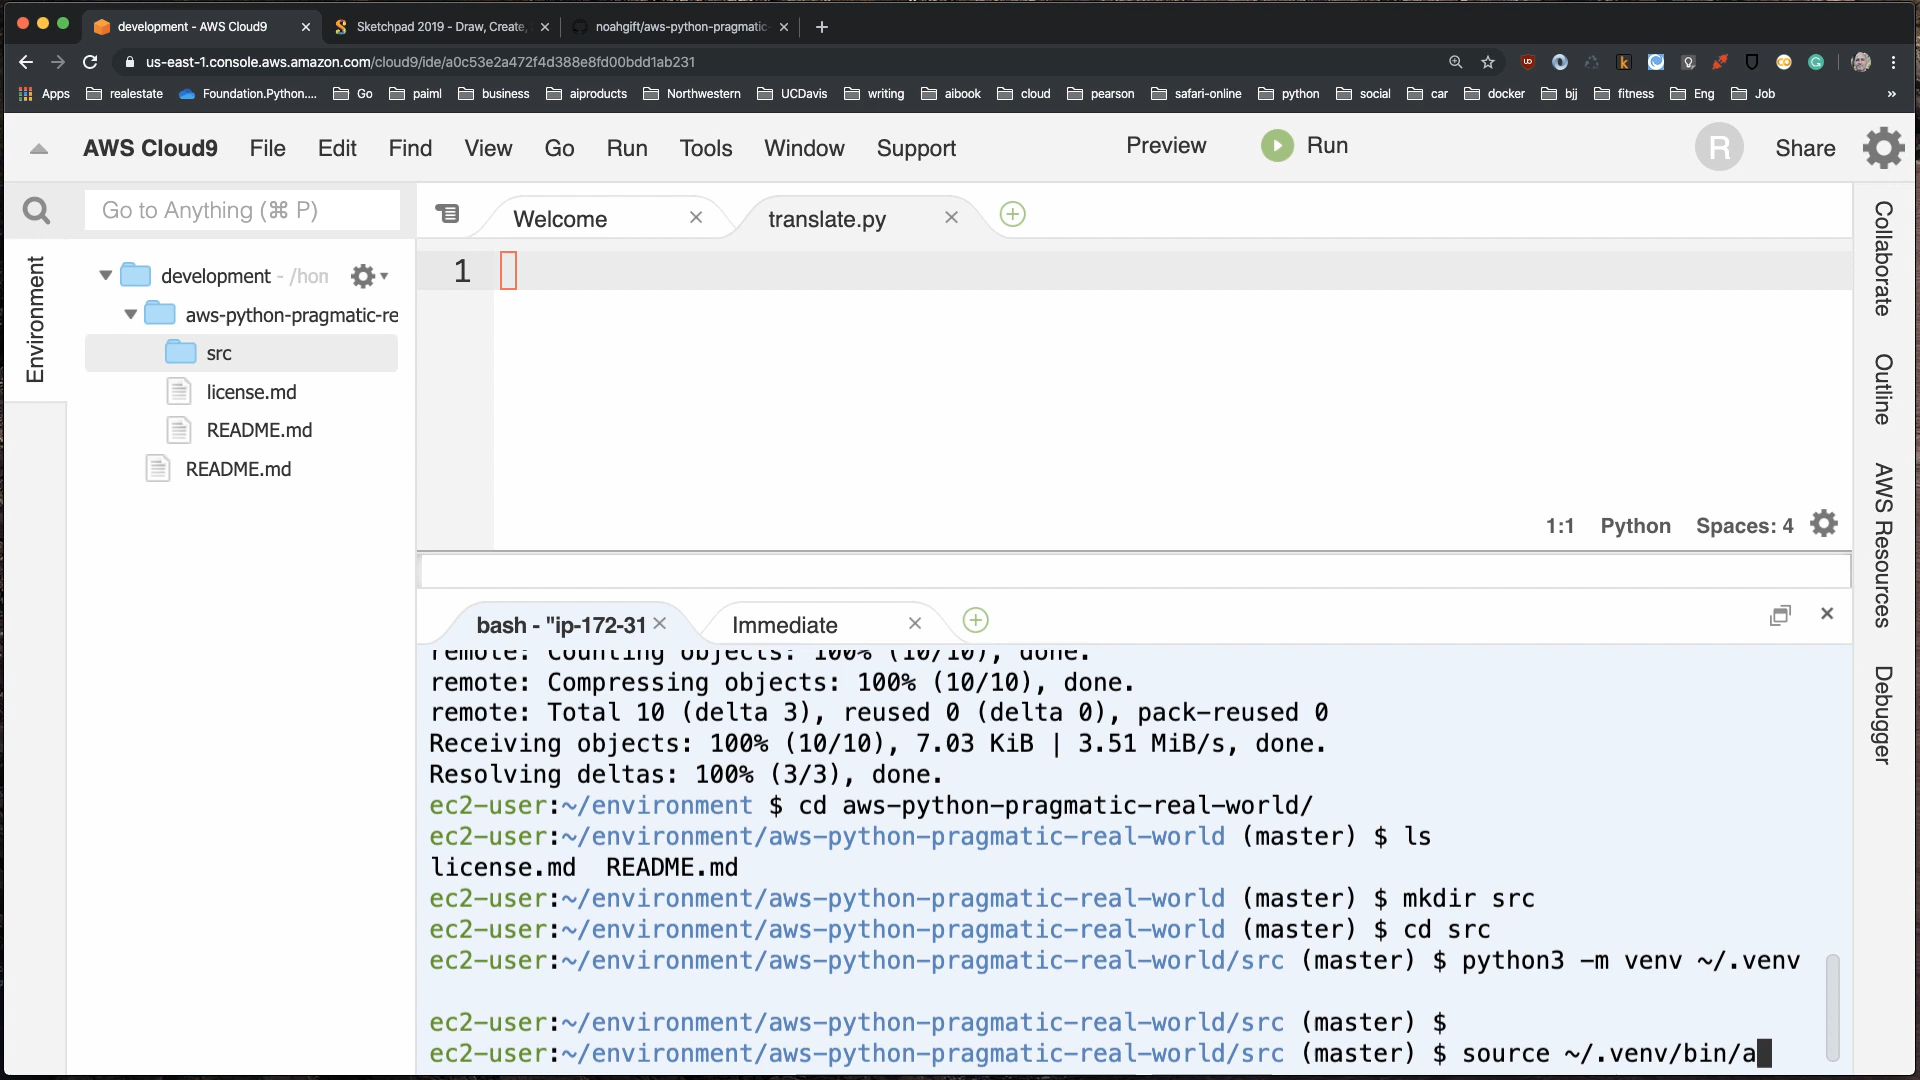 development - AWS Cloud9
Sketchpad 2019 - Draw, Create,
noahgift/aws-python-pragmatic-
us-east-1.console.aws.amazon.com/cloud9/ide/a0c53e2a472f4d388e8fd00bdd1ab231
Apps realestate Foundation.Python.... Go paiml business aiproducts Northwestern UCDavis writing aibook cloud pearson safari-online python social car docker bjj fitness Eng Job »
AWS Cloud9 File Edit Find View Go Run Tools Window Support Preview Run R Share
Go to Anything (⌘ P)
Welcome
translate.py
Environment
development - /hom
aws-python-pragmatic-re
src
license.md
README.md
README.md
1
1:1 Python Spaces: 4
Collaborate
Outline
AWS Resources
Debugger
bash - "ip-172-31
Immediate
remote: Counting objects: 100% (10/10), done.
remote: Compressing objects: 100% (10/10), done.
remote: Total 10 (delta 3), reused 0 (delta 0), pack-reused 0
Receiving objects: 100% (10/10), 7.03 KiB | 3.51 MiB/s, done.
Resolving deltas: 100% (3/3), done.
ec2-user:~/environment $ cd aws-python-pragmatic-real-world/
ec2-user:~/environment/aws-python-pragmatic-real-world (master) $ ls
license.md  README.md
ec2-user:~/environment/aws-python-pragmatic-real-world (master) $ mkdir src
ec2-user:~/environment/aws-python-pragmatic-real-world (master) $ cd src
ec2-user:~/environment/aws-python-pragmatic-real-world/src (master) $ python3 -m venv ~/.venv
ec2-user:~/environment/aws-python-pragmatic-real-world/src (master) $
ec2-user:~/environment/aws-python-pragmatic-real-world/src (master) $ source ~/.venv/bin/a